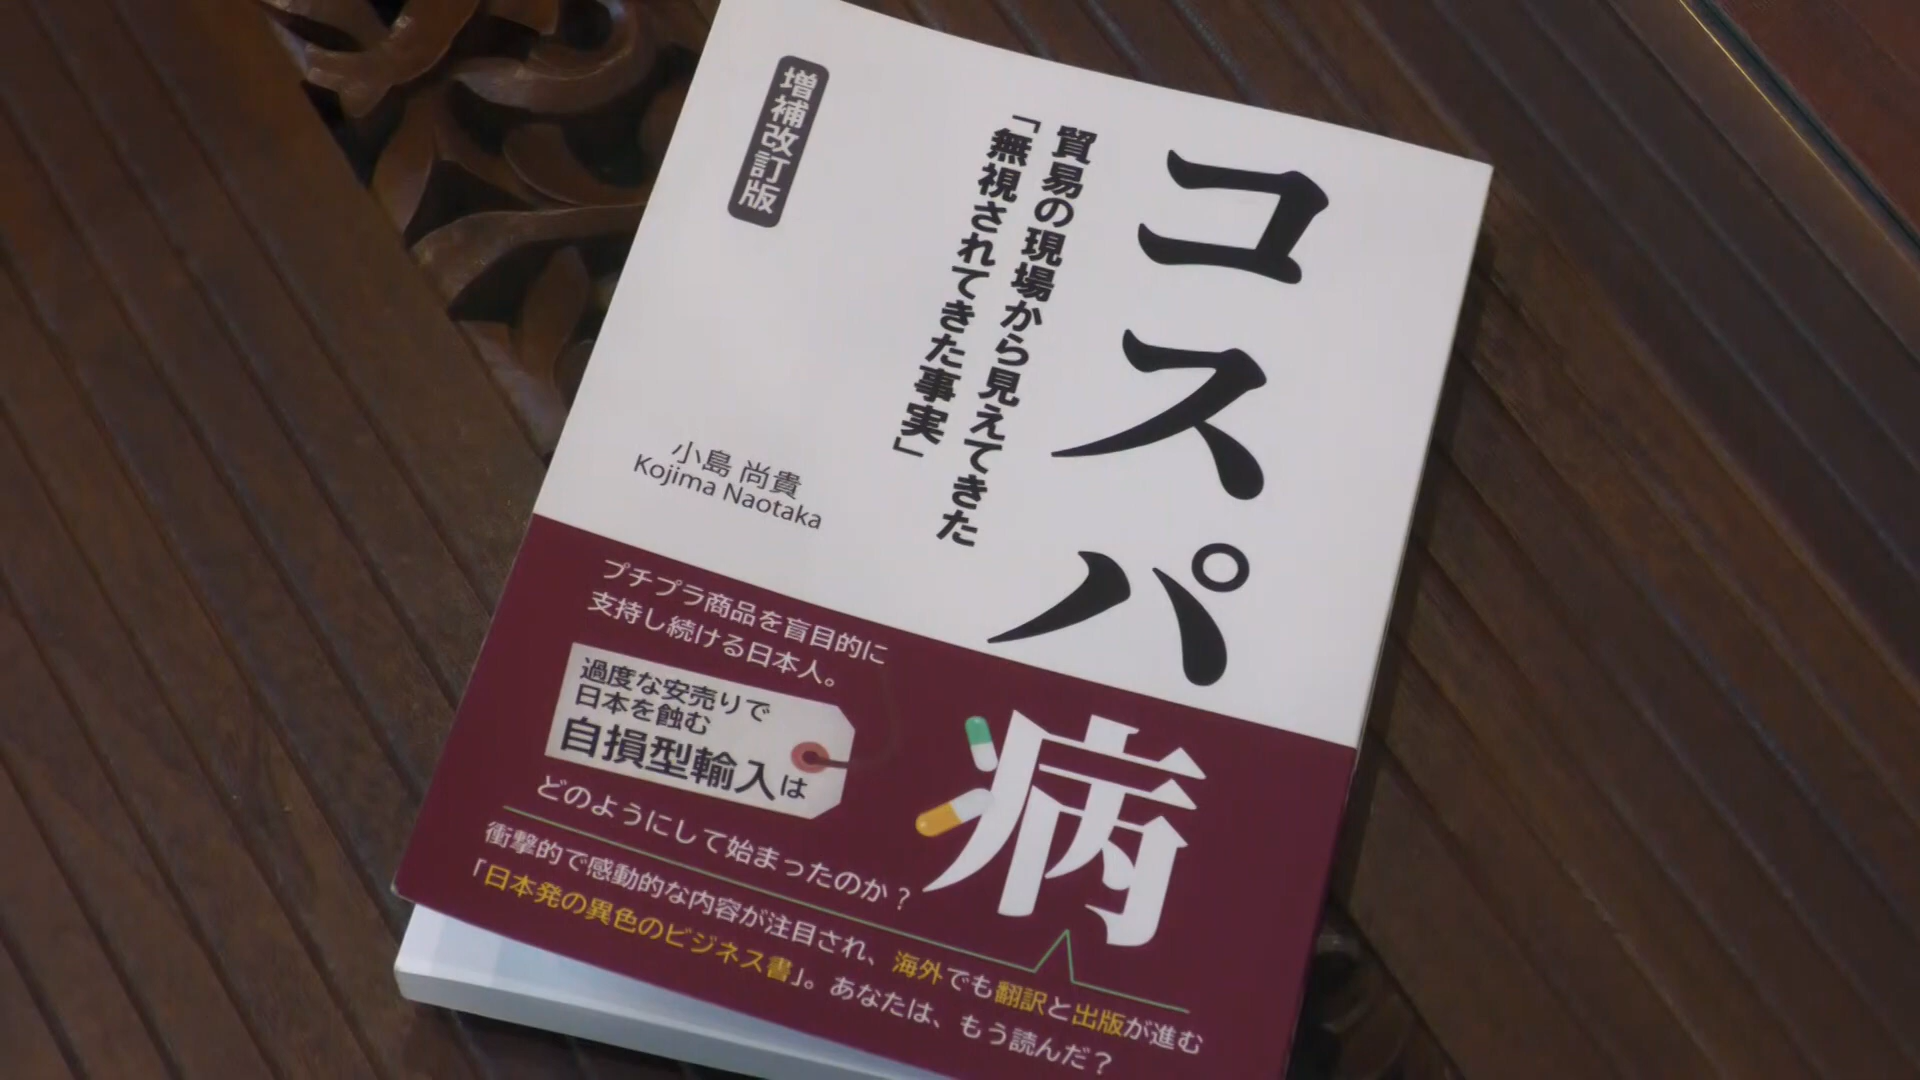 コスパ病
貿易の現場から見えてきた
「無視されてきた事実」
増補改訂版
小島 尚貴
Kojima Naotaka
プチプラ商品を盲目的に
支持し続ける日本人。
過度な安売りで
日本を蝕む
自損型輸入は
どのようにして始まったのか？
衝撃的で感動的な内容が注目され、海外でも翻訳と出版が進む
「日本発の異色のビジネス書」。あなたは、もう読んだ？